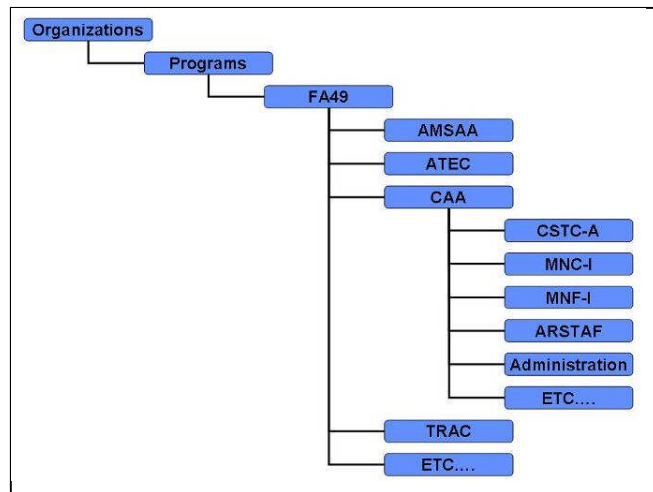 Organizations
Programs
FA49
AMSAA
ATEC
CAA
CSTC-A
MNC-I
MNF-I
ARSTAF
Administration
ETC....
TRAC
ETC....